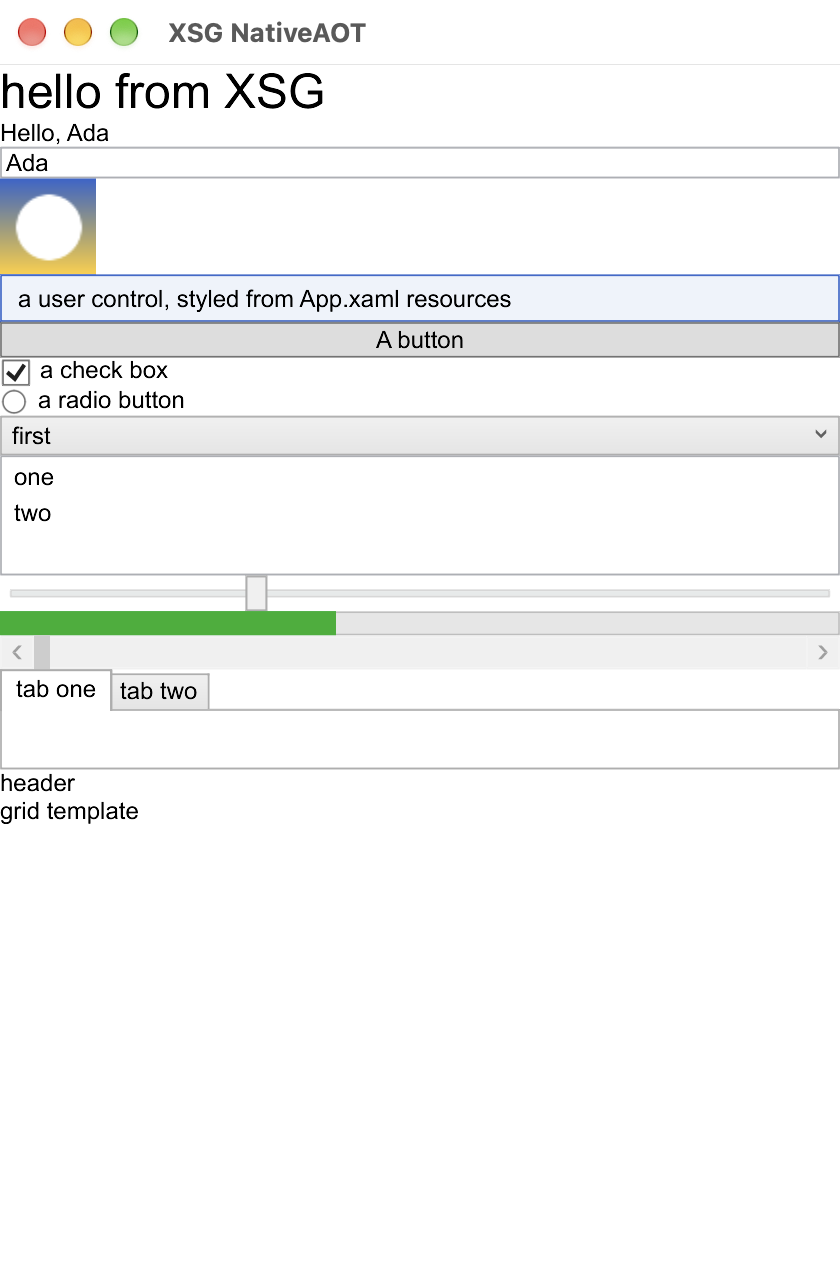 XSG NativeAOT
hello from XSG
Hello, Ada
Ada
a user control, styled from App.xaml resources
A button
a check box
a radio button
first
one
two
tab one tab two
header
grid template